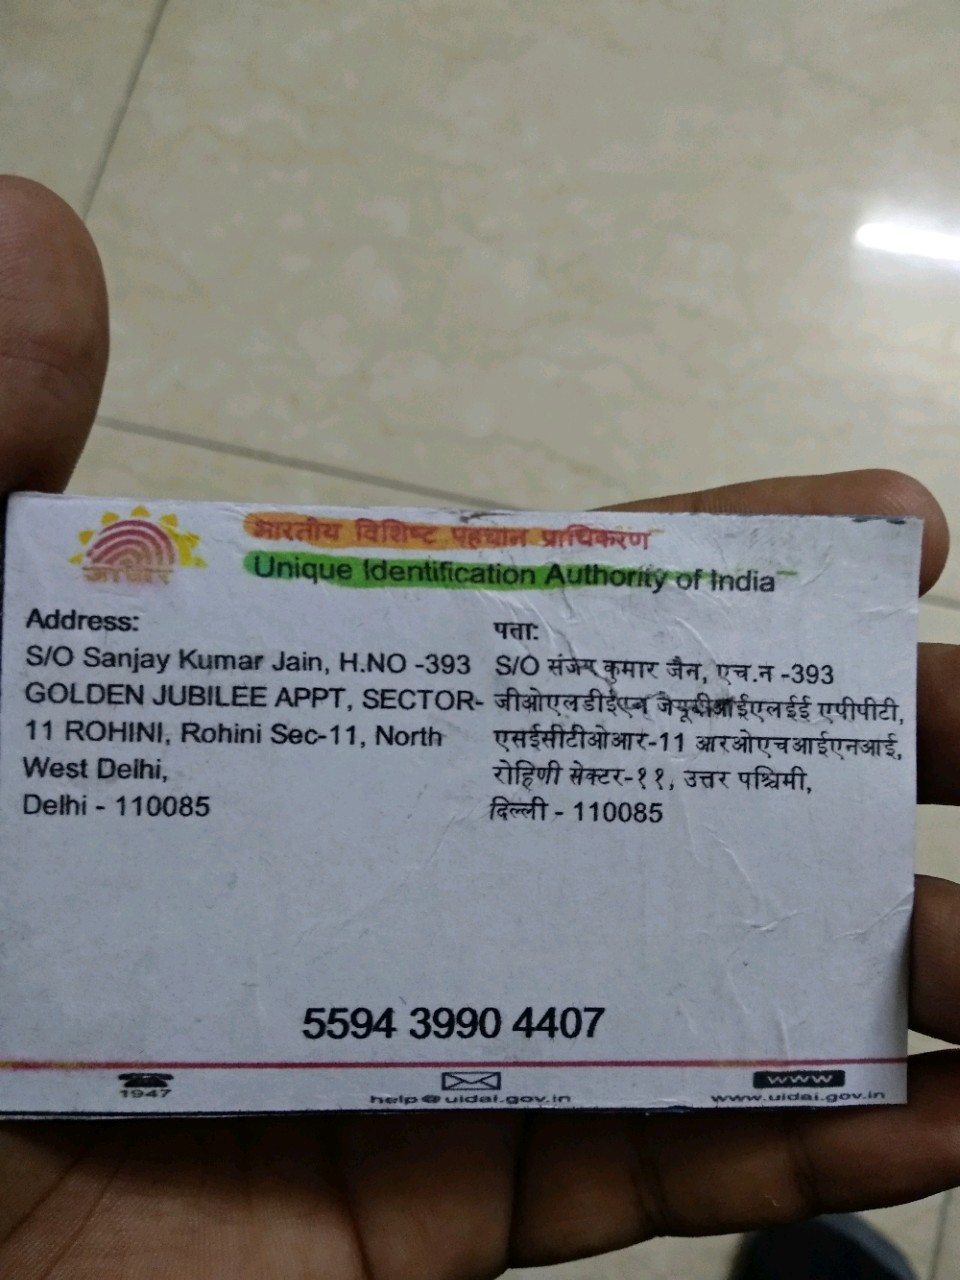 भारतीय विशिष्ट पहचान प्राधिकरण
Unique Identification Authority of India
आधार
Address:
S/O Sanjay Kumar Jain, H.NO -393
GOLDEN JUBILEE APPT, SECTOR-
11 ROHINI, Rohini Sec-11, North
West Delhi,
Delhi - 110085
पता:
S/O संजय कुमार जैन, एच.न -393
जीओएलडीईएन जेयूबीआईएलईई एपीपीटी,
एसईसीटीओआर-11 आरओएचआईएनआई,
रोहिणी सेक्टर-११, उत्तर पश्चिमी,
दिल्ली - 110085
5594 3990 4407
1947
help@uidai.gov.in
www
www.uidai.gov.in